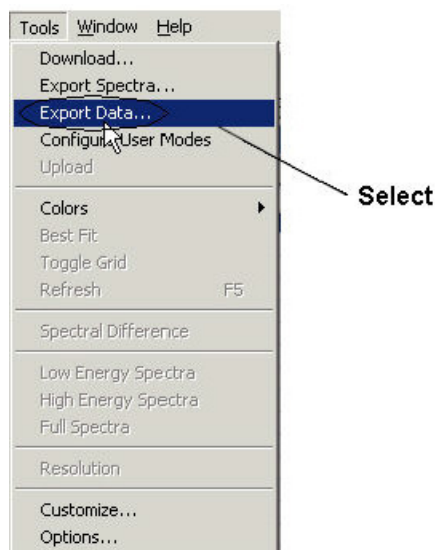 Tools Window Help
Download...
Export Spectra...
Export Data...
Configure User Modes
Upload
Colors
Best Fit
Toggle Grid
Refresh F5
Spectral Difference
Low Energy Spectra
High Energy Spectra
Full Spectra
Resolution
Customize...
Options...
Select